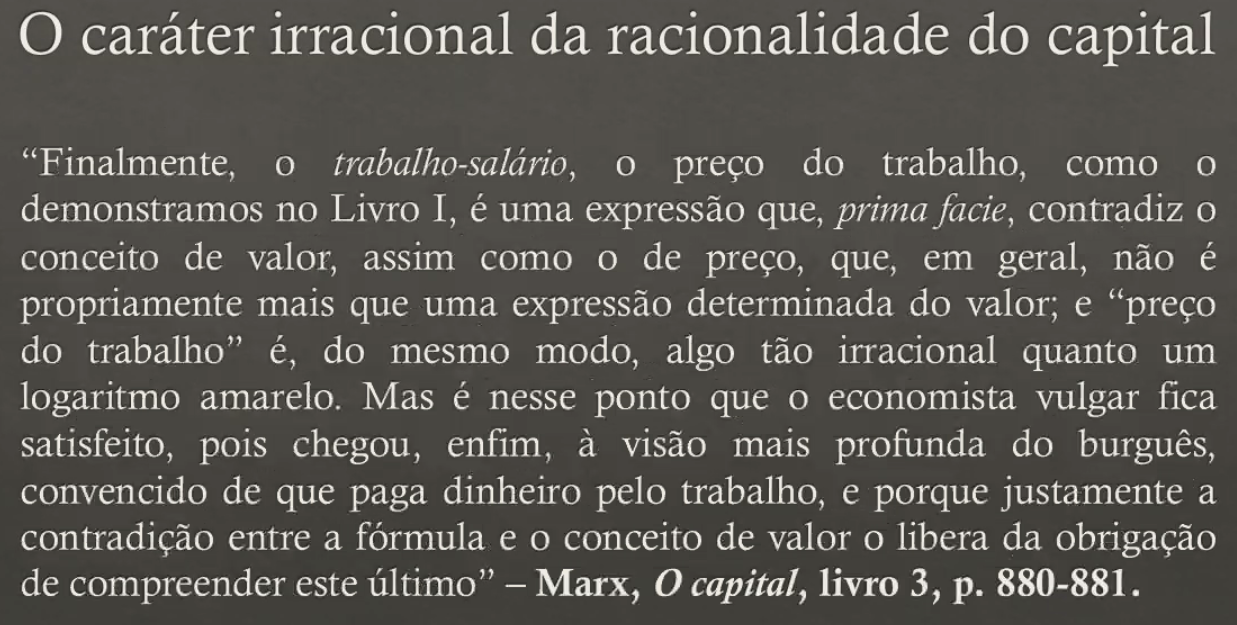 O caráter irracional da racionalidade do capital
“Finalmente, o trabalho-salário, o preço do trabalho, como o
demonstramos no Livro I, é uma expressão que, prima facie, contradiz o
conceito de valor, assim como o de preço, que, em geral, não é
propriamente mais que uma expressão determinada do valor; e “preço
do trabalho” é, do mesmo modo, algo tão irracional quanto um
logaritmo amarelo. Mas é nesse ponto que o economista vulgar fica
satisfeito, pois chegou, enfim, à visão mais profunda do burguês,
convencido de que paga dinheiro pelo trabalho, e porque justamente a
contradição entre a fórmula e o conceito de valor o libera da obrigação
de compreender este último” – Marx, O capital, livro 3, p. 880-881.